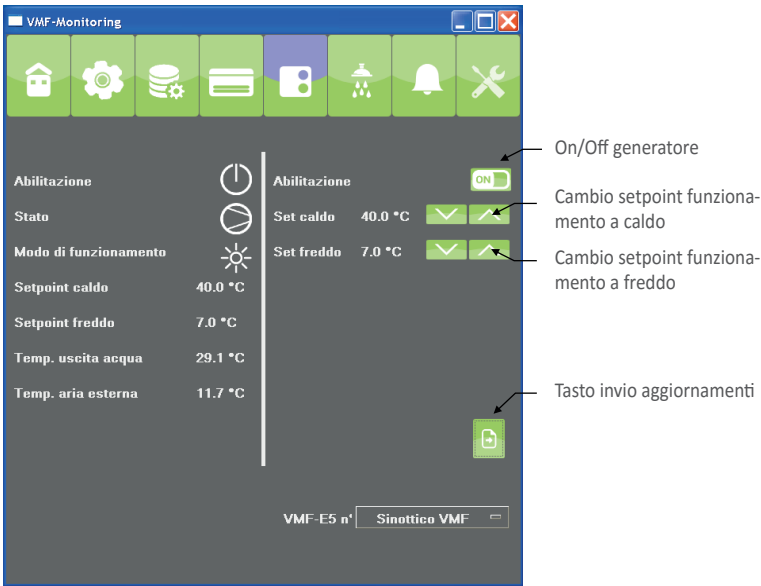 VMF-Monitoring
Abilitazione
Stato
Modo di funzionamento
Setpoint caldo 40.0 °C
Setpoint freddo 7.0 °C
Temp. uscita acqua 29.1 °C
Temp. aria esterna 11.7 °C
Abilitazione ON
Set caldo 40.0 °C
Set freddo 7.0 °C
VMF-E5 n° Sinottico VMF
On/Off generatore
Cambio setpoint funziona-
mento a caldo
Cambio setpoint funziona-
mento a freddo
Tasto invio aggiornamenti